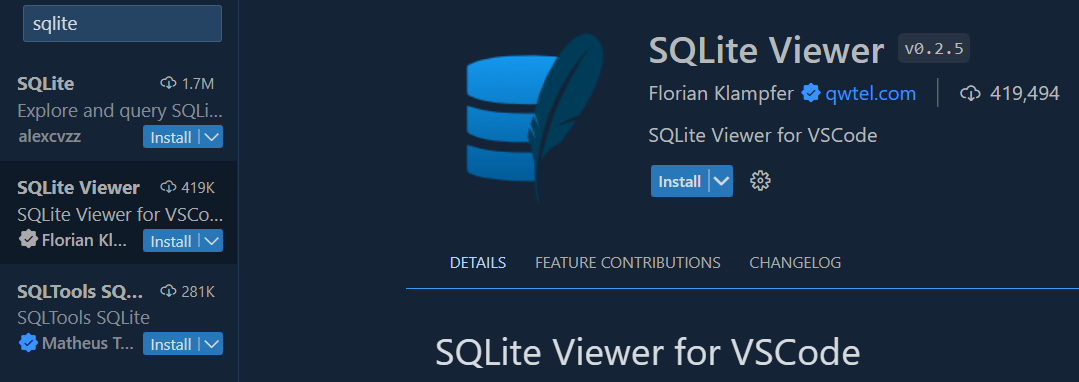 sqlite
SQLite 1.7M
Explore and query SQLi...
alexcvzz Install
SQLite Viewer 419K
SQLite Viewer for VSCo...
Florian Kl... Install
SQLTools SQ... 281K
SQLTools SQLite
Matheus T... Install
SQLite Viewer v0.2.5
Florian Klampfer qwtel.com 419,494
SQLite Viewer for VSCode
Install
DETAILS FEATURE CONTRIBUTIONS CHANGELOG
SQLite Viewer for VSCode